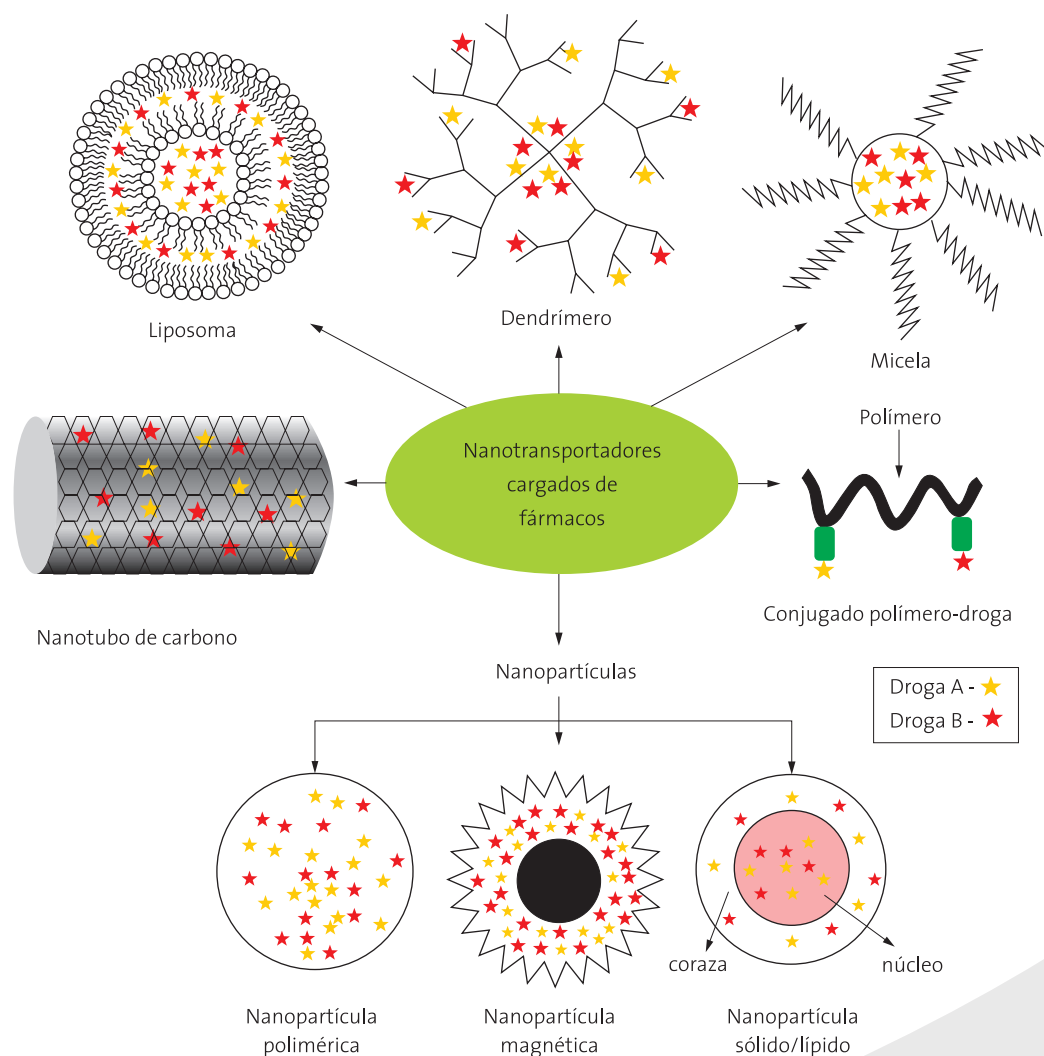 Liposoma
Dendrímero
Micela
Nanotransportadores
cargados de
fármacos
Polímero
Conjugado polímero-droga
Nanotubo de carbono
Nanopartículas
Droga A -
Droga B -
coraza
núcleo
Nanopartícula
polimérica
Nanopartícula
magnética
Nanopartícula
sólido/lípido